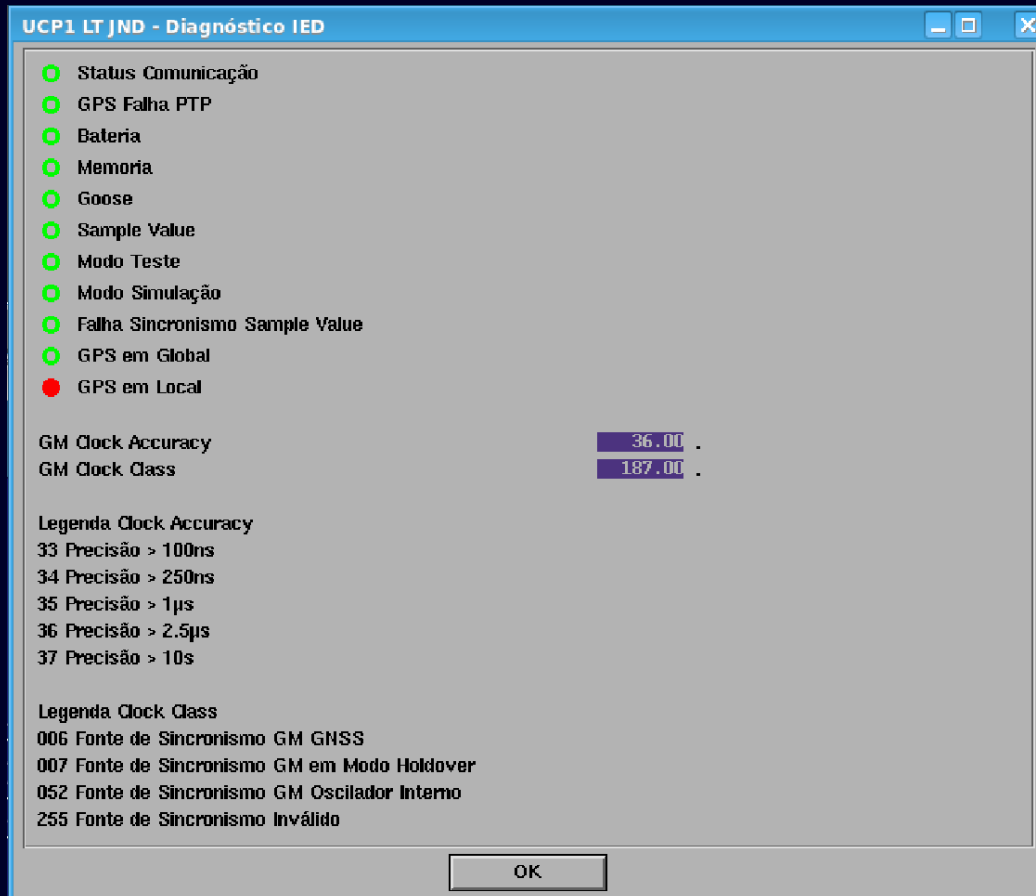 UCP1 LT JND - Diagnóstico IED
Status Comunicação
GPS Falha PTP
Bateria
Memoria
Goose
Sample Value
Modo Teste
Modo Simulação
Falha Sincronismo Sample Value
GPS em Global
GPS em Local
GM Clock Accuracy 36.00 .
GM Clock Class 187.00 .
Legenda Clock Accuracy
33 Precisão > 100ns
34 Precisão > 250ns
35 Precisão > 1µs
36 Precisão > 2.5µs
37 Precisão > 10s
Legenda Clock Class
006 Fonte de Sincronismo GM GNSS
007 Fonte de Sincronismo GM em Modo Holdover
052 Fonte de Sincronismo GM Oscilador Interno
255 Fonte de Sincronismo Inválido
OK